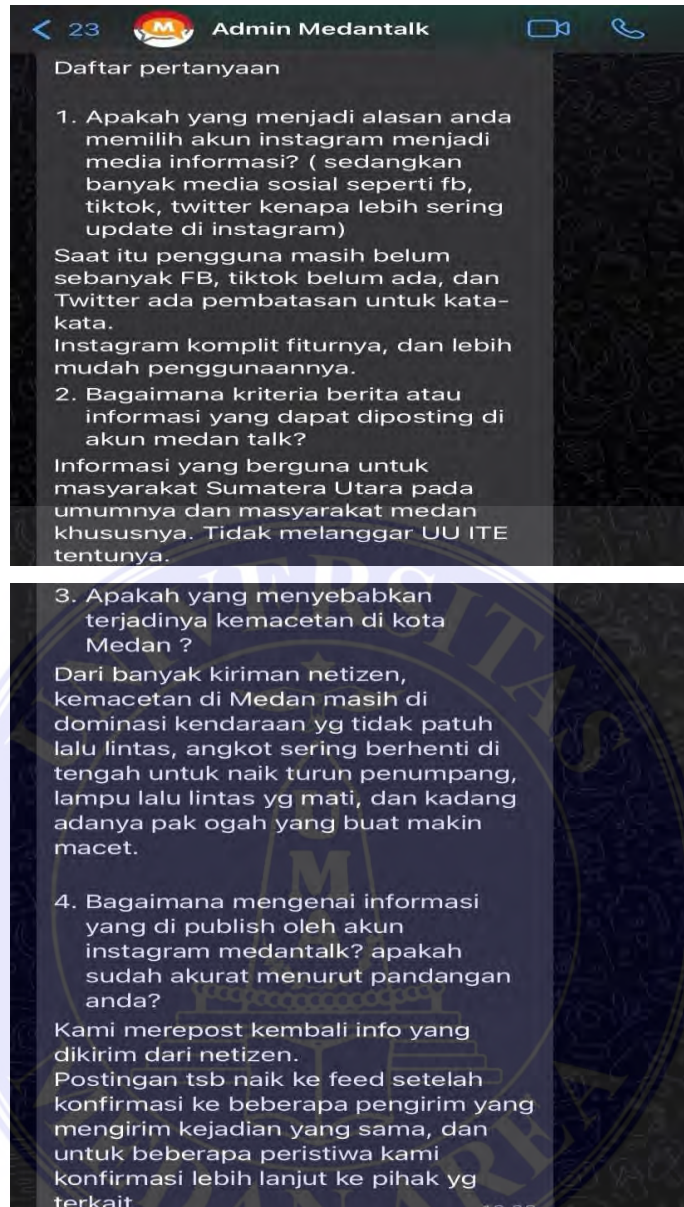 23 Admin Medantalk
Daftar pertanyaan
1. Apakah yang menjadi alasan anda
memilih akun instagram menjadi
media informasi? ( sedangkan
banyak media sosial seperti fb,
tiktok, twitter kenapa lebih sering
update di instagram)
Saat itu pengguna masih belum
sebanyak FB, tiktok belum ada, dan
Twitter ada pembatasan untuk kata-
kata.
Instagram komplit fiturnya, dan lebih
mudah penggunaannya.
2. Bagaimana kriteria berita atau
informasi yang dapat diposting di
akun medan talk?
Informasi yang berguna untuk
masyarakat Sumatera Utara pada
umumnya dan masyarakat medan
khususnya. Tidak melanggar UU ITE
tentunya.
3. Apakah yang menyebabkan
terjadinya kemacetan di kota
Medan ?
Dari banyak kiriman netizen,
kemacetan di Medan masih di
dominasi kendaraan yg tidak patuh
lalu lintas, angkot sering berhenti di
tengah untuk naik turun penumpang,
lampu lalu lintas yg mati, dan kadang
adanya pak ogah yang buat makin
macet.
4. Bagaimana mengenai informasi
yang di publish oleh akun
instagram medantalk? apakah
sudah akurat menurut pandangan
anda?
Kami merepost kembali info yang
dikirim dari netizen.
Postingan tsb naik ke feed setelah
konfirmasi ke beberapa pengirim yang
mengirim kejadian yang sama, dan
untuk beberapa peristiwa kami
konfirmasi lebih lanjut ke pihak yg
terkait